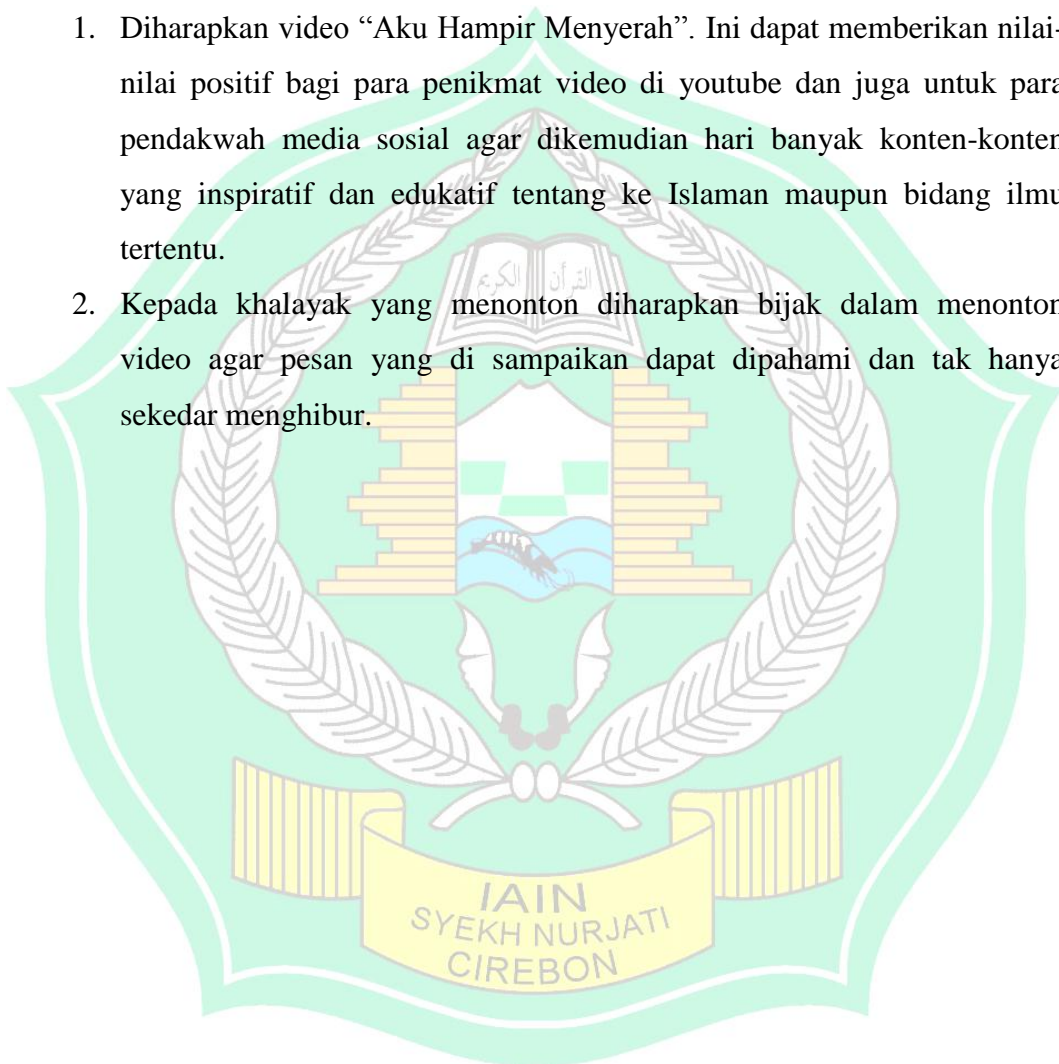 1. Diharapkan video “Aku Hampir Menyerah”. Ini dapat memberikan nilai-
nilai positif bagi para penikmat video di youtube dan juga untuk para
pendakwah media sosial agar dikemudian hari banyak konten-konten
yang inspiratif dan edukatif tentang ke Islaman maupun bidang ilmu
tertentu.
2. Kepada khalayak yang menonton diharapkan bijak dalam menonton
video agar pesan yang di sampaikan dapat dipahami dan tak hanya
sekedar menghibur.
القرآن الكريم
IAIN
SYEKH NURJATI
CIREBON